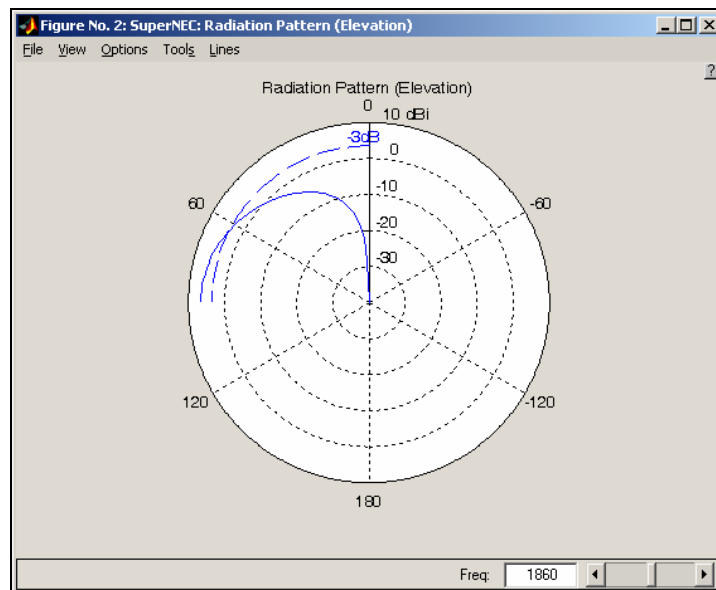 Figure No. 2: SuperNEC: Radiation Pattern (Elevation)
File View Options Tools Lines
?
Radiation Pattern (Elevation)
0
10 dBi
-3dB
0
-10
60
-60
-20
-30
120
-120
180
Freq: 1860